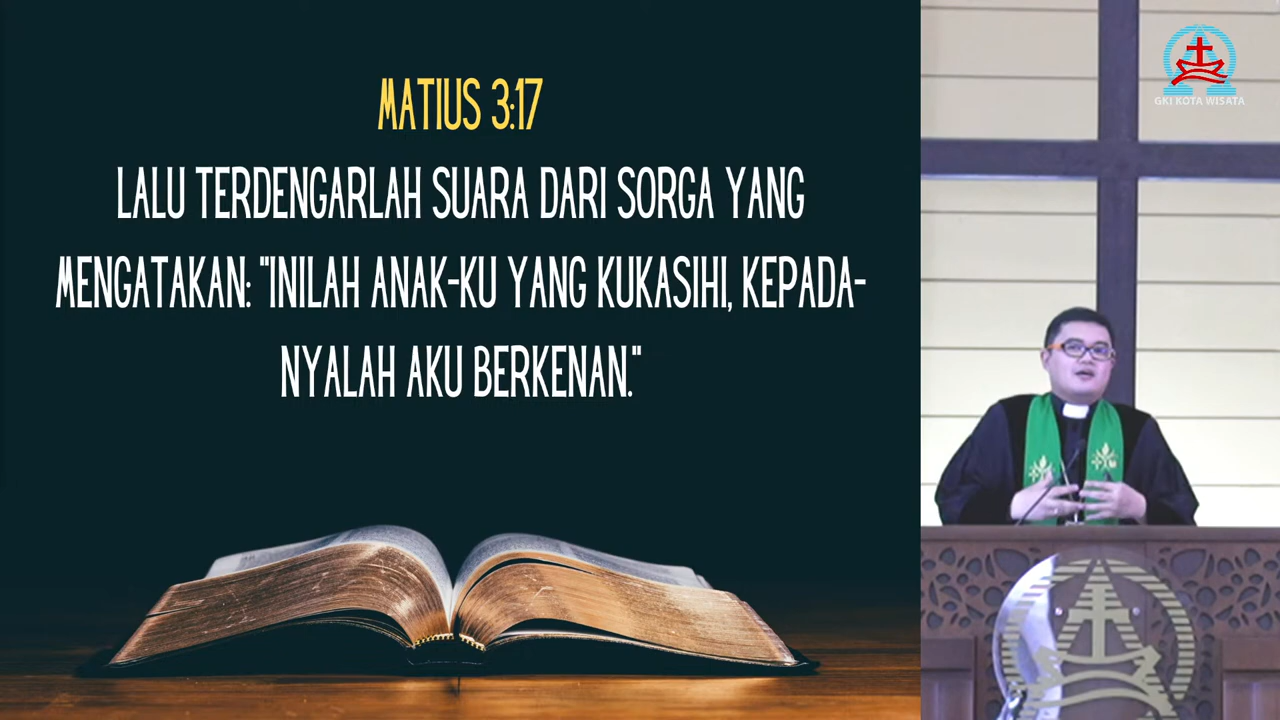 MATIUS 3:17
LALU TERDENGARLAH SUARA DARI SORGA YANG
MENGATAKAN: "INILAH ANAK-KU YANG KUKASIHI, KEPADA-
NYALAH AKU BERKENAN."
GKI KOTA WISATA